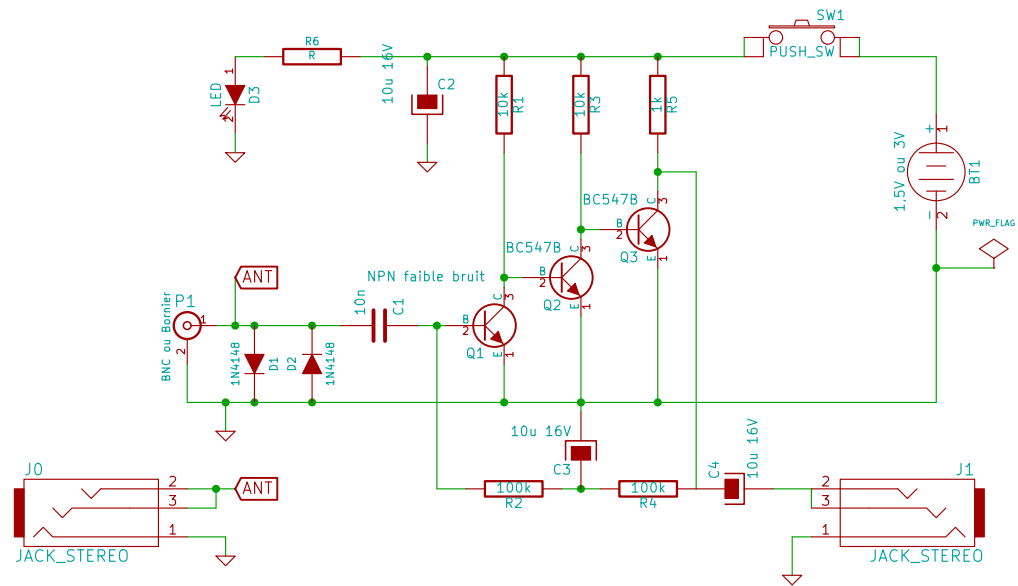 SW1
PUSH_SW
R6
R
LED
1
2
D3
10u 16V
C2
10k
R1
10k
R3
1k
R5
1,5V ou 3V
+
1
-
2
BT1
PWR_FLAG
BC547B
B
2
C
3
E
1
Q3
BC547B
B
2
C
3
E
1
Q2
NPN faible bruit
B
2
C
3
E
1
Q1
ANT
P1
1
2
BNC ou Bornier
1N4148
D1
D2
1N4148
10n
C1
10u 16V
C3
100k
R2
100k
R4
C4
10u 16V
J0
2
3
1
ANT
JACK_STEREO
J1
2
3
1
JACK_STEREO